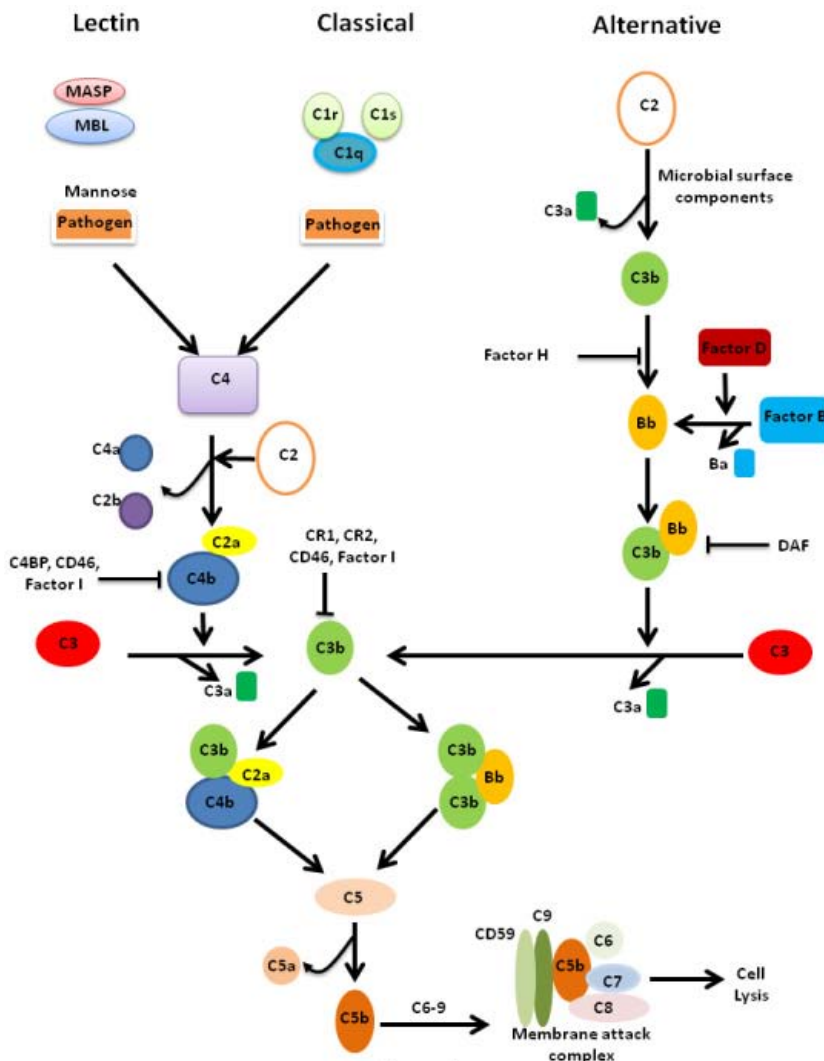 Lectin
Classical
Alternative
MASP
MBL
C1r
C1s
C1q
C2
Mannose
Pathogen
Pathogen
Microbial surface
components
C3a
C3b
C4
Factor H
Factor D
Bb
Factor B
Ba
C4a
C2
C2b
C2a
C4b
C4BP, CD46,
Factor I
CR1, CR2,
CD46, Factor I
Bb
C3b
DAF
C3
C3b
C3
C3a
C3a
C3b
C2a
C4b
C3b
Bb
C3b
C5
C5a
C5b
C6-9
CD59
C9
C6
C5b
C7
C8
Cell
Lysis
Membrane attack
complex